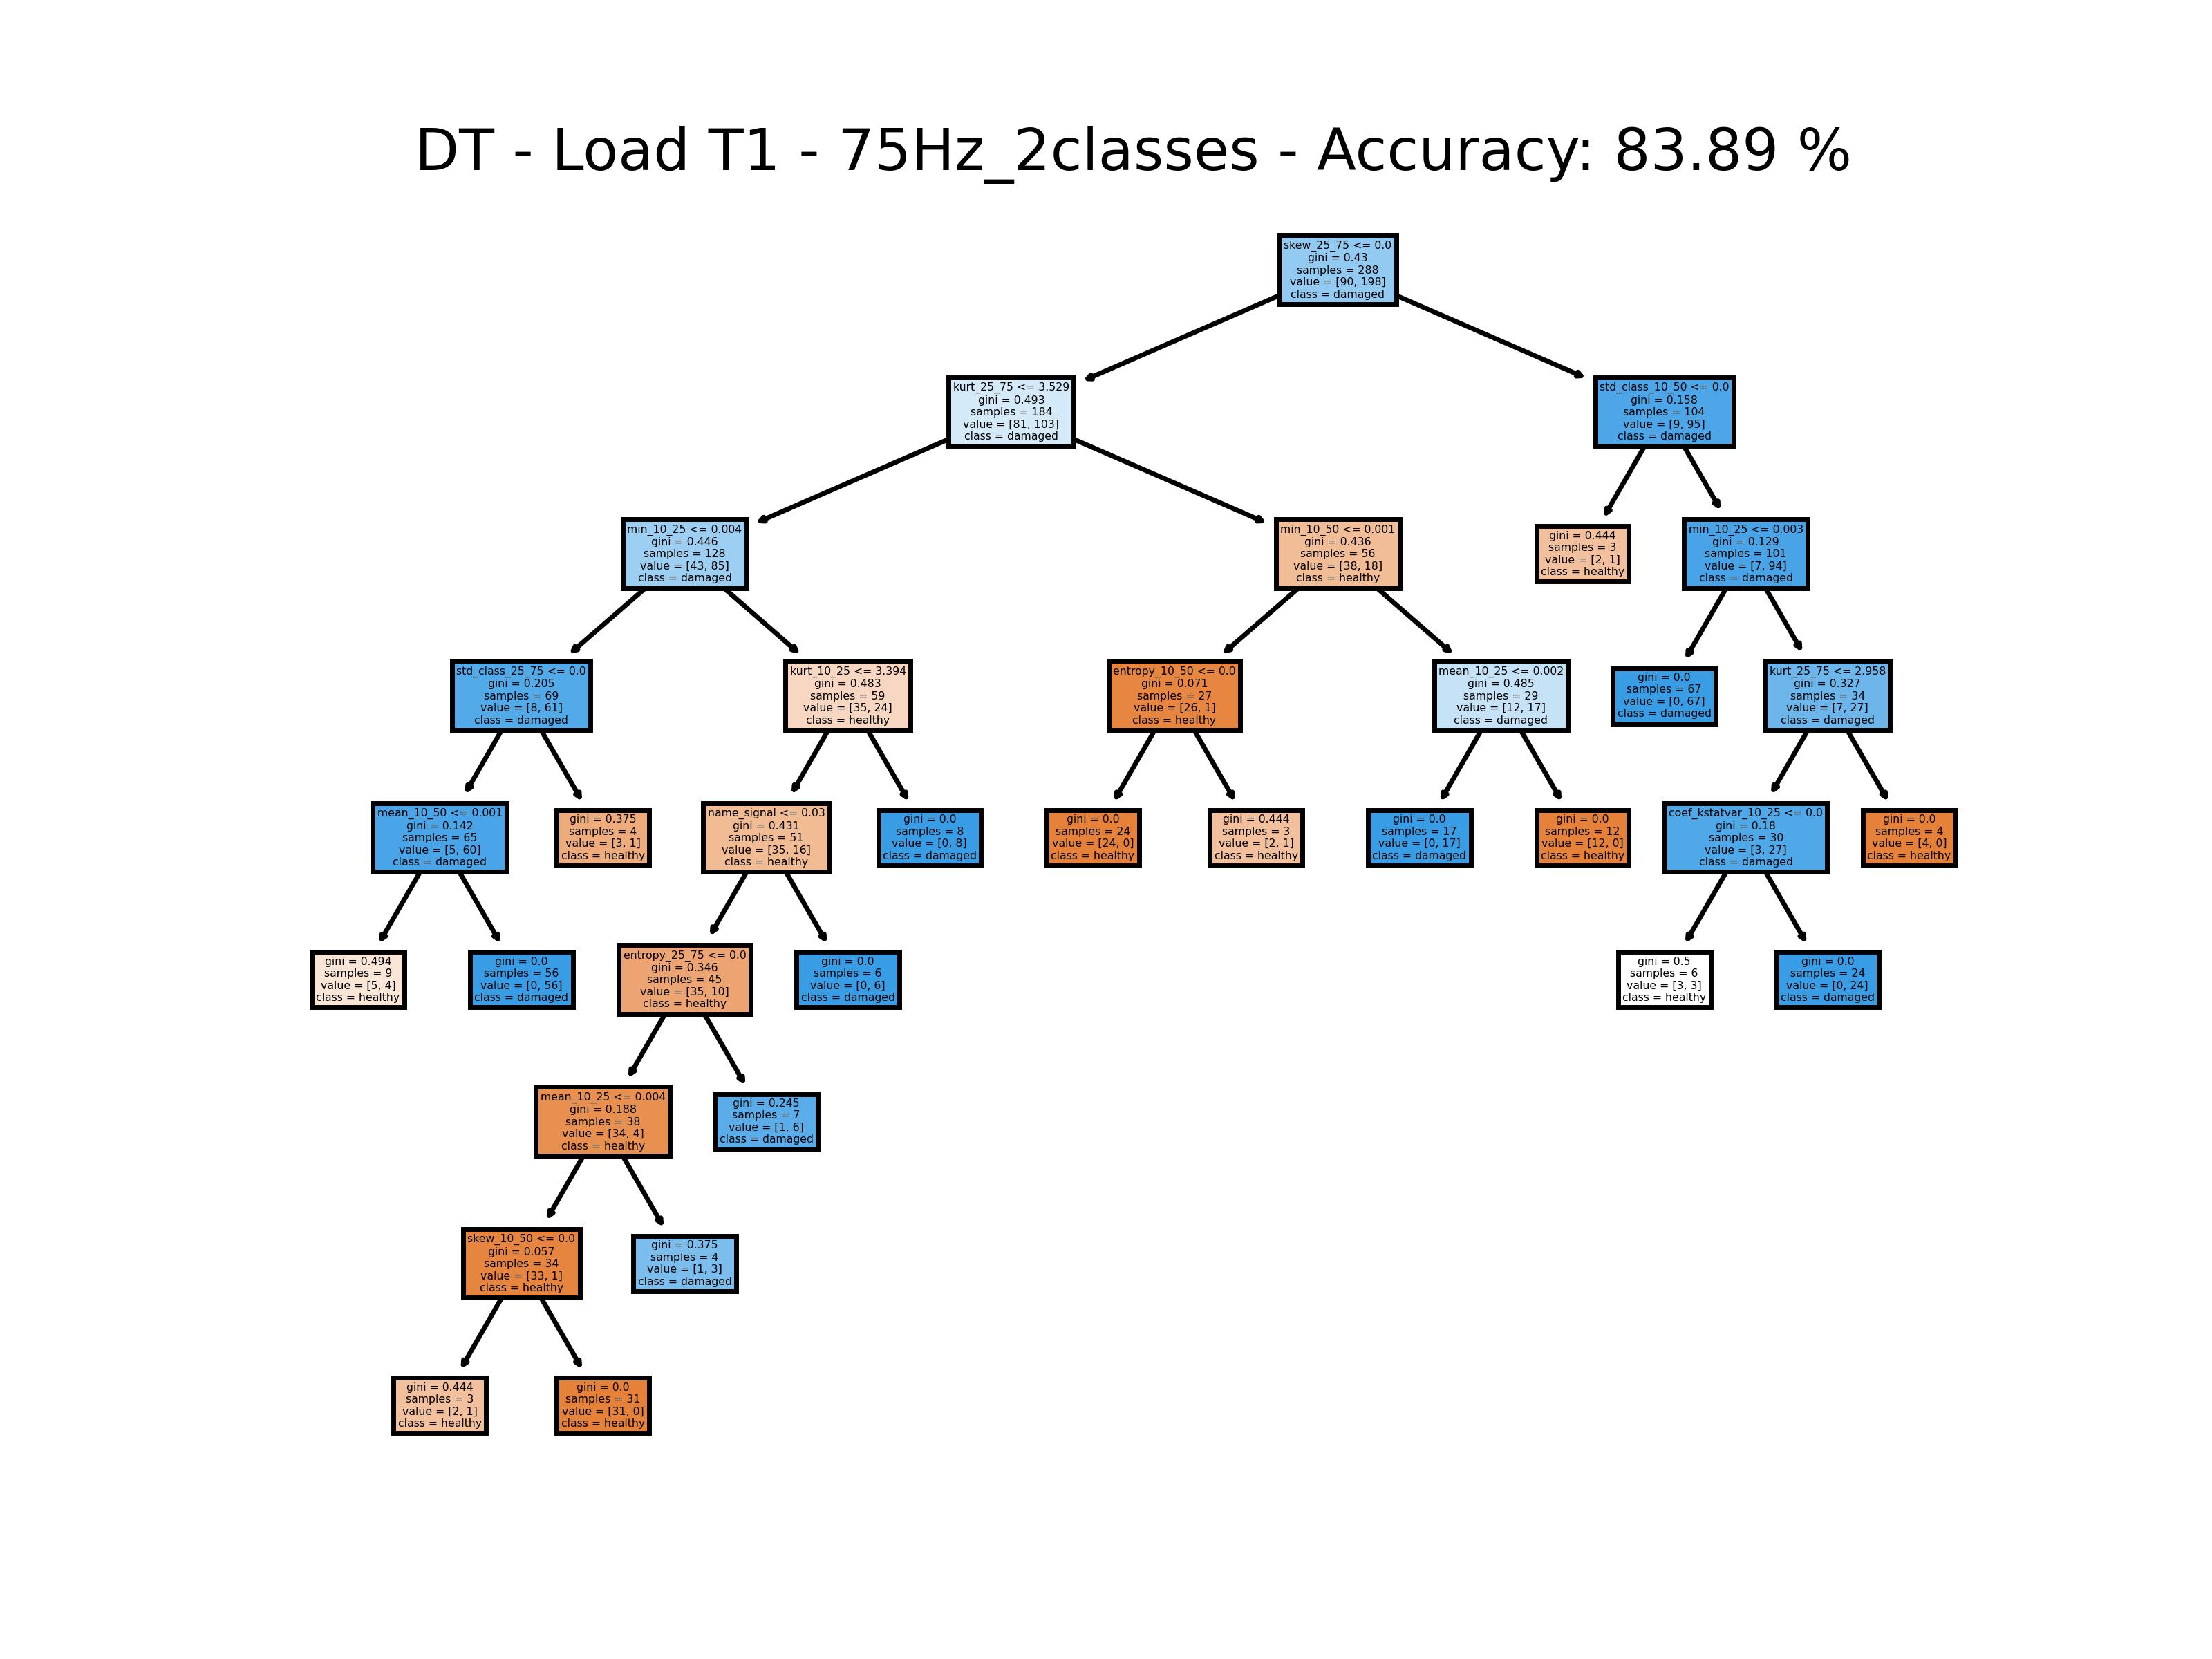 DT - Load T1 - 75Hz_2classes - Accuracy: 83.89 %
skew_25_75 <= 0.0
gini = 0.43
samples = 288
value = [90, 198]
class = damaged
kurt_25_75 <= 3.529
gini = 0.493
samples = 184
value = [81, 103]
class = damaged
std_class_10_50 <= 0.0
gini = 0.158
samples = 104
value = [9, 95]
class = damaged
min_10_25 <= 0.004
gini = 0.446
samples = 128
value = [43, 85]
class = damaged
min_10_50 <= 0.001
gini = 0.436
samples = 56
value = [38, 18]
class = healthy
gini = 0.444
samples = 3
value = [2, 1]
class = healthy
min_10_25 <= 0.003
gini = 0.129
samples = 101
value = [7, 94]
class = damaged
std_class_25_75 <= 0.0
gini = 0.205
samples = 69
value = [8, 61]
class = damaged
kurt_10_25 <= 3.394
gini = 0.483
samples = 59
value = [35, 24]
class = healthy
entropy_10_50 <= 0.0
gini = 0.071
samples = 27
value = [26, 1]
class = healthy
mean_10_25 <= 0.002
gini = 0.485
samples = 29
value = [12, 17]
class = damaged
gini = 0.0
samples = 67
value = [0, 67]
class = damaged
kurt_25_75 <= 2.958
gini = 0.327
samples = 34
value = [7, 27]
class = damaged
mean_10_50 <= 0.001
gini = 0.142
samples = 65
value = [5, 60]
class = damaged
gini = 0.375
samples = 4
value = [3, 1]
class = healthy
name_signal <= 0.03
gini = 0.431
samples = 51
value = [35, 16]
class = healthy
gini = 0.0
samples = 8
value = [0, 8]
class = damaged
gini = 0.0
samples = 24
value = [24, 0]
class = healthy
gini = 0.444
samples = 3
value = [2, 1]
class = healthy
gini = 0.0
samples = 17
value = [0, 17]
class = damaged
gini = 0.0
samples = 12
value = [12, 0]
class = healthy
coef_kstatvar_10_25 <= 0.0
gini = 0.18
samples = 30
value = [3, 27]
class = damaged
gini = 0.0
samples = 4
value = [4, 0]
class = healthy
gini = 0.494
samples = 9
value = [5, 4]
class = healthy
gini = 0.0
samples = 56
value = [0, 56]
class = damaged
entropy_25_75 <= 0.0
gini = 0.346
samples = 45
value = [35, 10]
class = healthy
gini = 0.0
samples = 6
value = [0, 6]
class = damaged
gini = 0.5
samples = 6
value = [3, 3]
class = healthy
gini = 0.0
samples = 24
value = [0, 24]
class = damaged
mean_10_25 <= 0.004
gini = 0.188
samples = 38
value = [34, 4]
class = healthy
gini = 0.245
samples = 7
value = [1, 6]
class = damaged
skew_10_50 <= 0.0
gini = 0.057
samples = 34
value = [33, 1]
class = healthy
gini = 0.375
samples = 4
value = [1, 3]
class = damaged
gini = 0.444
samples = 3
value = [2, 1]
class = healthy
gini = 0.0
samples = 31
value = [31, 0]
class = healthy